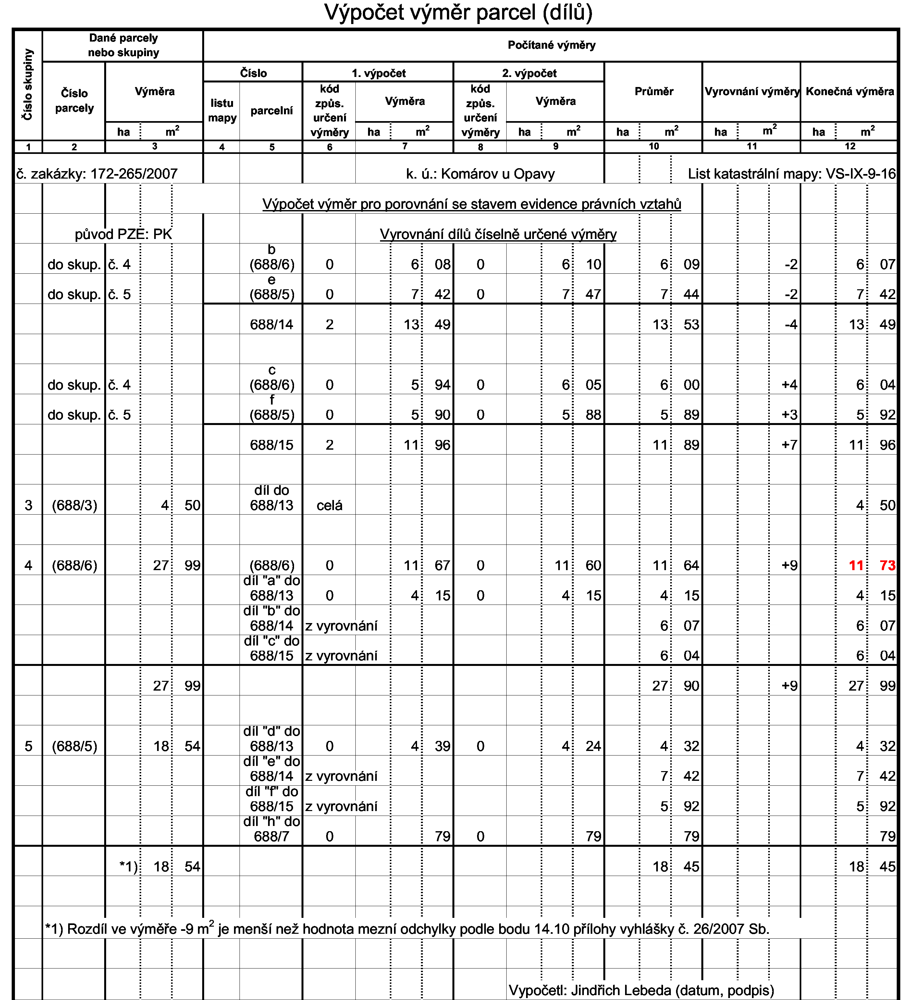 Výpočet výměr parcel (dílů)
Číslo skupiny
Dané parcely
nebo skupiny
Počítané výměry
Číslo
parcely
Výměra
Číslo
1. výpočet
2. výpočet
Průměr
Vyrovnání výměry
Konečná výměra
listu
mapy
parcelní
kód
způs.
určení
výměry
Výměra
kód
způs.
určení
výměry
Výměra
ha m²
ha m²
ha m²
ha m²
ha m²
ha m²
1 2 3 4 5 6 7 8 9 10 11 12
č. zakázky: 172-265/2007 k. ú.: Komárov u Opavy List katastrální mapy: VS-IX-9-16
Výpočet výměr pro porovnání se stavem evidence právních vztahů
původ PZE: PK Vyrovnání dílů číselně určené výměry
b
do skup. č. 4 (688/6) 0 6 08 0 6 10 6 09 -2 6 07
e
do skup. č. 5 (688/5) 0 7 42 0 7 47 7 44 -2 7 42
688/14 2 13 49 13 53 -4 13 49
c
do skup. č. 4 (688/6) 0 5 94 0 6 05 6 00 +4 6 04
f
do skup. č. 5 (688/5) 0 5 90 0 5 88 5 89 +3 5 92
688/15 2 11 96 11 89 +7 11 96
díl do
3 (688/3) 4 50 688/13 celá 4 50
4 (688/6) 27 99 (688/6) 0 11 67 0 11 60 11 64 +9 11 73
díl "a" do
688/13 0 4 15 0 4 15 4 15 4 15
díl "b" do
688/14 z vyrovnání 6 07 6 07
díl "c" do
688/15 z vyrovnání 6 04 6 04
27 99 27 90 +9 27 99
díl "d" do
5 (688/5) 18 54 688/13 0 4 39 0 4 24 4 32 4 32
díl "e" do
688/14 z vyrovnání 7 42 7 42
díl "f" do
688/15 z vyrovnání 5 92 5 92
díl "h" do
688/7 0 79 0 79 79 79
*1) 18 54 18 45 18 45
*1) Rozdíl ve výměře -9 m² je menší než hodnota mezní odchylky podle bodu 14.10 přílohy vyhlášky č. 26/2007 Sb.
Vypočetl: Jindřich Lebeda (datum, podpis)